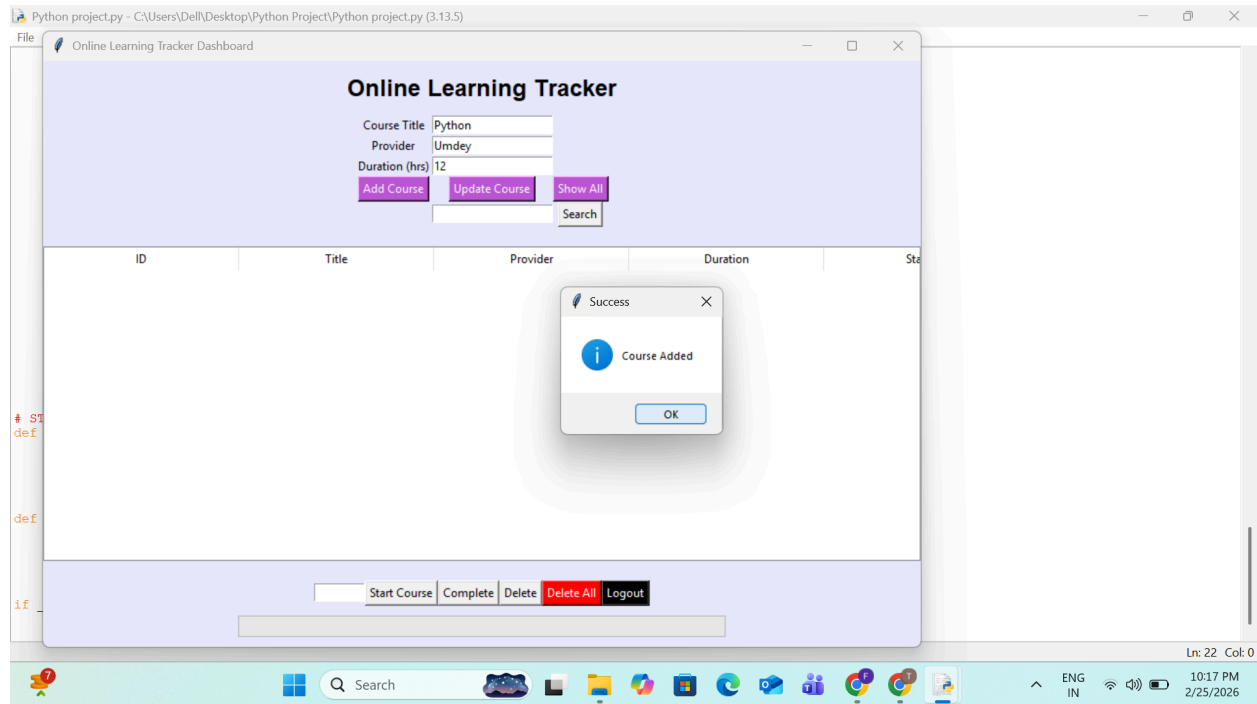 Python project.py - C:\Users\Dell\Desktop\Python Project\Python project.py (3.13.5)
File
Online Learning Tracker Dashboard
Online Learning Tracker
Course Title Python
Provider Umdey
Duration (hrs) 12
Add Course Update Course Show All
Search
ID Title Provider Duration Sta
Success
Course Added
OK
# ST
def
def
Start Course Complete Delete Delete All Logout
if _
Ln: 22 Col: 0
7
Search
F
T
ENG
IN
10:17 PM
2/25/2026